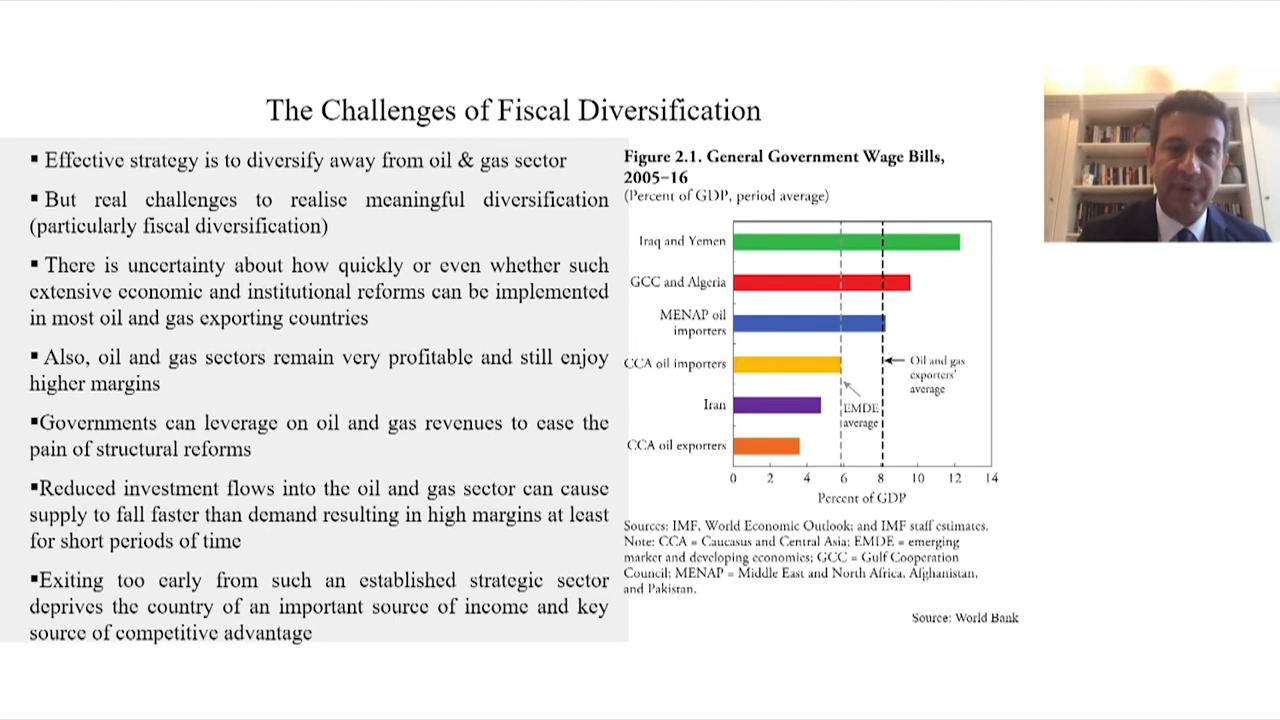 The Challenges of Fiscal Diversification
▪ Effective strategy is to diversify away from oil & gas sector
▪ But real challenges to realise meaningful diversification
(particularly fiscal diversification)
▪ There is uncertainty about how quickly or even whether such
extensive economic and institutional reforms can be implemented
in most oil and gas exporting countries
▪ Also, oil and gas sectors remain very profitable and still enjoy
higher margins
▪Governments can leverage on oil and gas revenues to ease the
pain of structural reforms
▪Reduced investment flows into the oil and gas sector can cause
supply to fall faster than demand resulting in high margins at least
for short periods of time
▪Exiting too early from such an established strategic sector
deprives the country of an important source of income and key
source of competitive advantage
Figure 2.1. General Government Wage Bills,
2005–16
(Percent of GDP, period average)
Iraq and Yemen
GCC and Algeria
MENAP oil
importers
CCA oil importers
Iran
CCA oil exporters
Oil and gas
exporters'
average
EMDE
average
0 2 4 6 8 10 12 14
Percent of GDP
Sources: IMF, World Economic Outlook; and IMF staff estimates.
Note: CCA = Caucasus and Central Asia; EMDE = emerging
market and developing economies; GCC = Gulf Cooperation
Council; MENAP = Middle East and North Africa, Afghanistan,
and Pakistan.
Source: World Bank